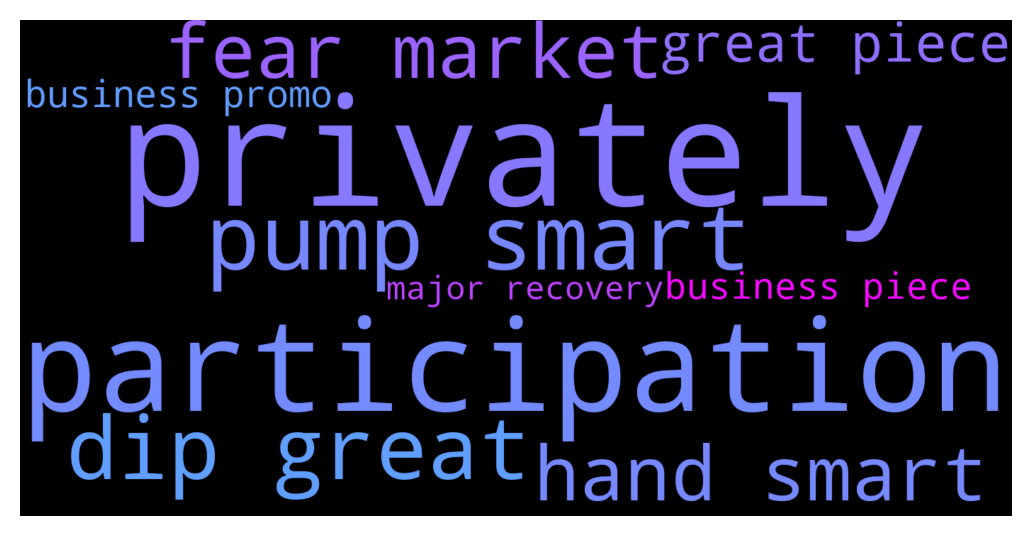 fear market
great piece
business promo
privately
pump smart
major recovery
business piece
participation
dip great
hand smart